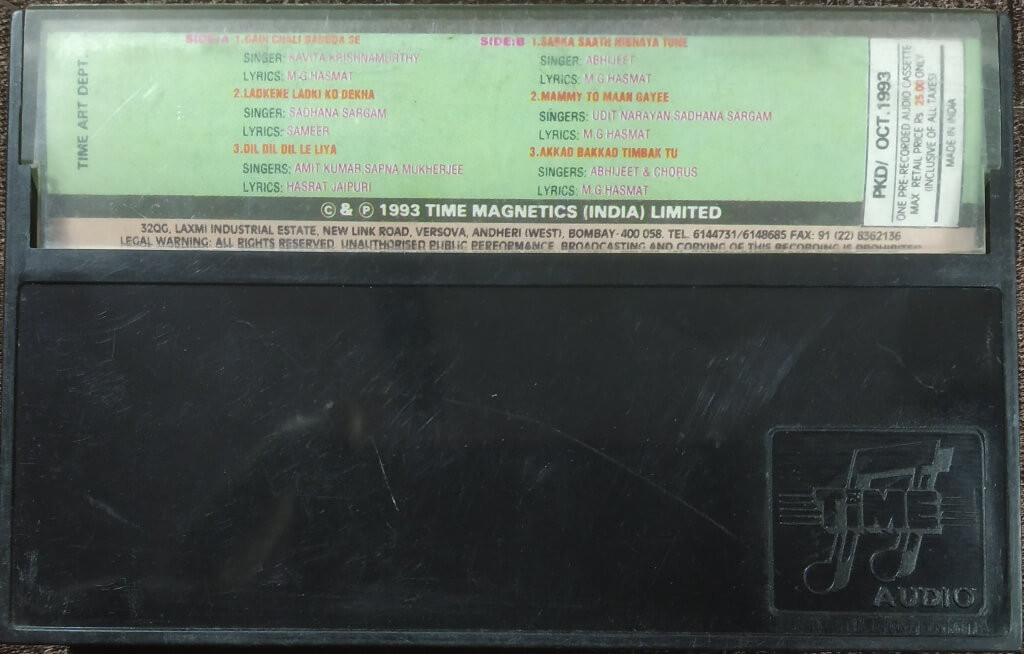 TIME ART DEPT.
SIDE:A 1.GADI CHALI DABBDA SE
SINGER: KAVITA KRISHNAMURTHY
LYRICS: M.G.HASMAT
2.LADKENE LADKI KO DEKHA
SINGER: SADHANA SARGAM
LYRICS: SAMEER
3.DIL DIL DIL LE LIYA
SINGERS: AMIT KUMAR,SAPNA MUKHERJEE
LYRICS: HASRAT JAIPURI
SIDE:B 1.SABKA SAATH NIBHAYA TUNE
SINGER: ABHIJEET
LYRICS: M.G.HASMAT
2.MAMMY TO MAAN GAYEE
SINGERS: UDIT NARAYAN,SADHANA SARGAM
LYRICS: M.G.HASMAT
3.AKKAD BAKKAD TIMBAK TU
SINGERS: ABHIJEET & CHORUS
LYRICS: M.G.HASMAT
PKD/ OCT.1993
ONE PRE-RECORDED AUDIO CASSETTE
MAX RETAIL PRICE Rs 25.00 ONLY
(INCLUSIVE OF ALL TAXES)
MADE IN INDIA
© & ℗ 1993 TIME MAGNETICS (INDIA) LIMITED
320G, LAXMI INDUSTRIAL ESTATE, NEW LINK ROAD, VERSOVA, ANDHERI (WEST), BOMBAY-400 058. TEL. 6144731/6148685 FAX: 91 (22) 8362136
LEGAL WARNING: ALL RIGHTS RESERVED. UNAUTHORISED PUBLIC PERFORMANCE, BROADCASTING AND COPYING OF THIS RECORDING IS PROHIBITED
TIME
AUDIO